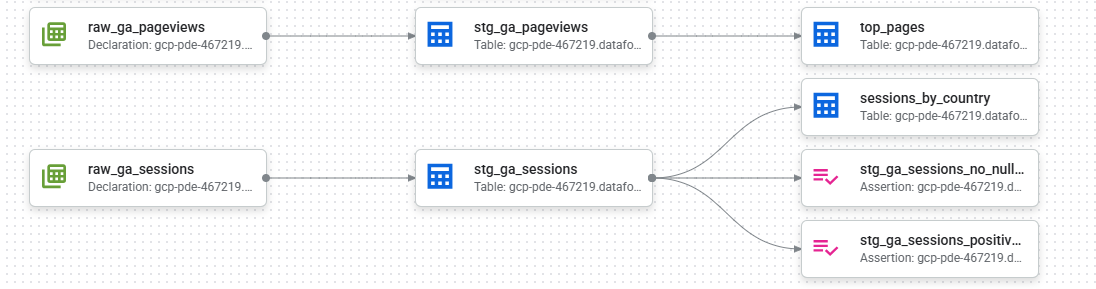 raw_ga_pageviews
Declaration: gcp-pde-467219....
stg_ga_pageviews
Table: gcp-pde-467219.datafo...
top_pages
Table: gcp-pde-467219.datafo...
sessions_by_country
Table: gcp-pde-467219.datafo...
raw_ga_sessions
Declaration: gcp-pde-467219....
stg_ga_sessions
Table: gcp-pde-467219.datafo...
stg_ga_sessions_no_null...
Assertion: gcp-pde-467219.d...
stg_ga_sessions_positiv...
Assertion: gcp-pde-467219.d...